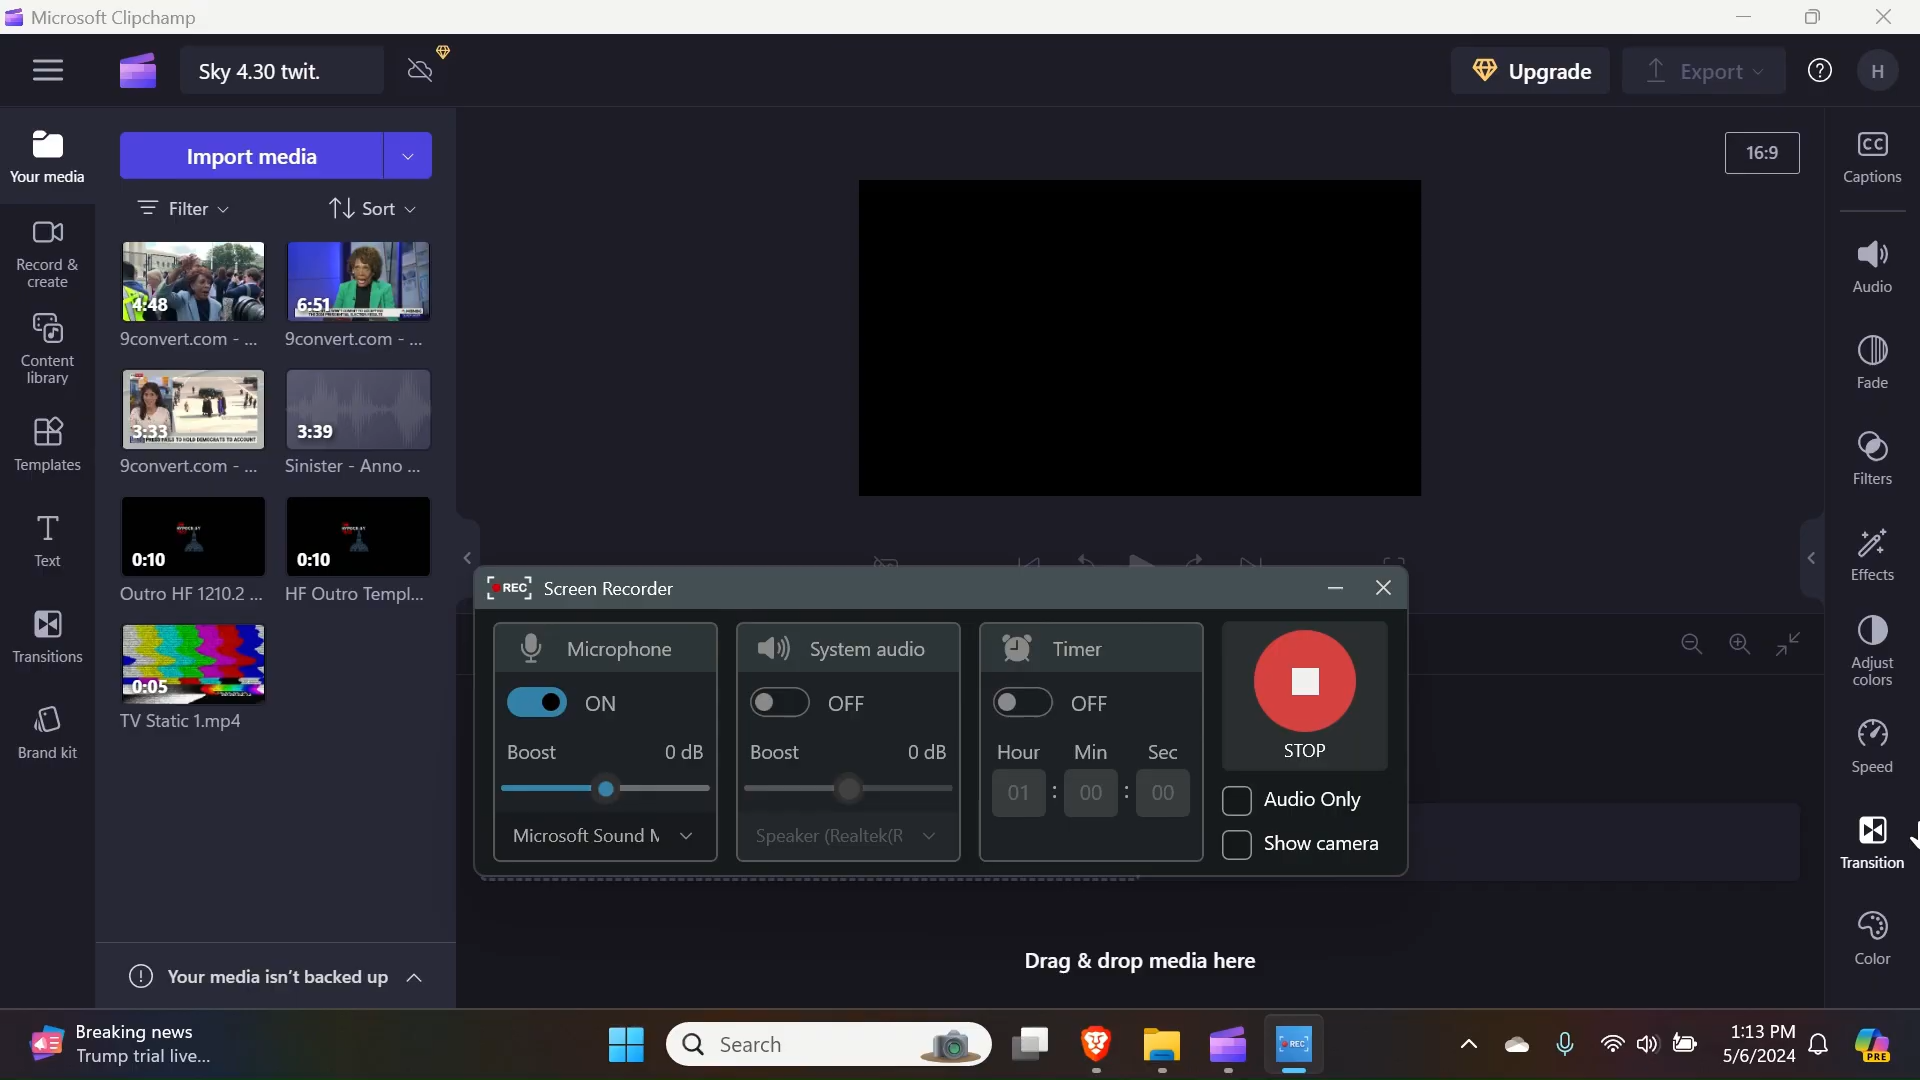 Microsoft Clipchamp
Sky 4.30 twit.
Upgrade
Export
H
Your media
Record &
create
Content
library
Templates
Text
Transitions
Brand kit
Import media
Filter
Sort
4:48
9convert.com - ...
6:51
9convert.com - ...
3:33
9convert.com - ...
3:39
Sinister - Anno ...
0:10
Outro HF 1210.2 ...
0:10
HF Outro Templ...
0:05
TV Static 1.mp4
Your media isn't backed up
16:9
REC
Screen Recorder
Microphone
ON
Boost
0 dB
Microsoft Sound M
System audio
OFF
Boost
0 dB
Speaker (Realtek(R
Timer
OFF
Hour
Min
Sec
01 : 00 : 00
STOP
Audio Only
Show camera
Drag & drop media here
CC
Captions
Audio
Fade
Filters
Effects
Adjust
colors
Speed
Transition
Color
Breaking news
Trump trial live...
Search
REC
1:13 PM
5/6/2024
PRE